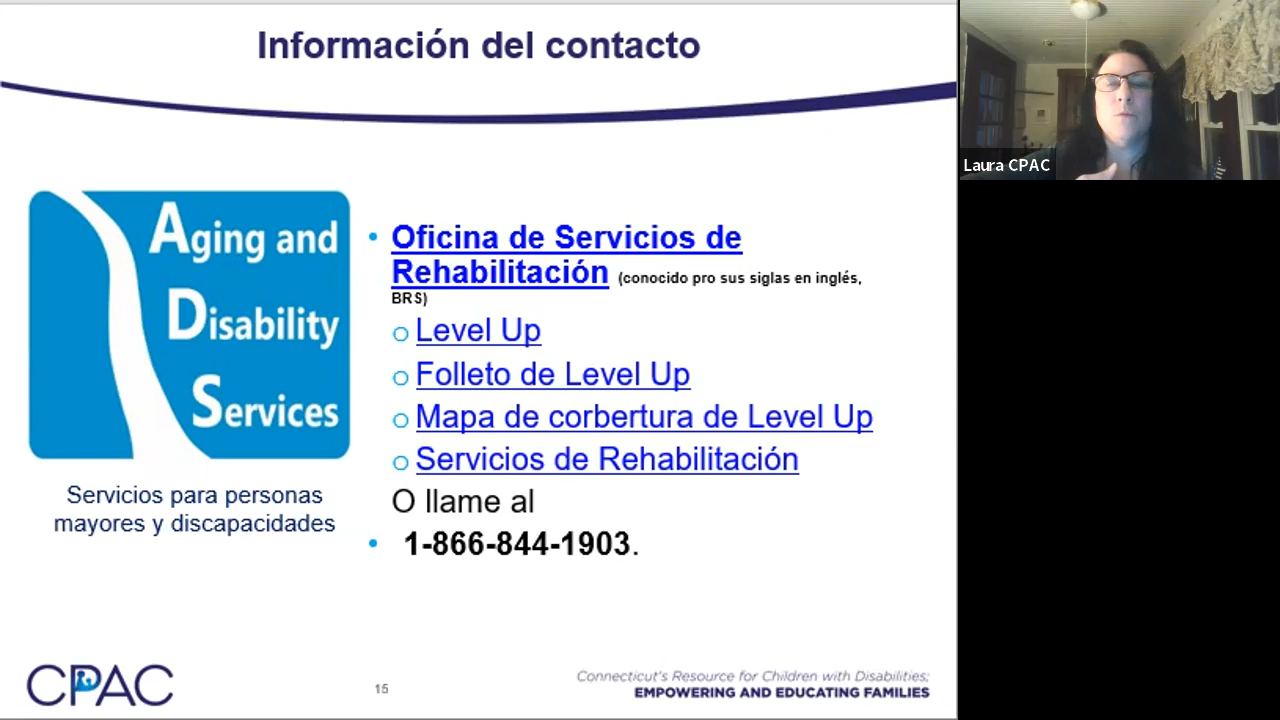 Información del contacto
Laura CPAC
Aging and
Disability
Services
Servicios para personas
mayores y discapacidades
• Oficina de Servicios de
Rehabilitación (conocido pro sus siglas en inglés,
BRS)
o Level Up
o Folleto de Level Up
o Mapa de corbertura de Level Up
o Servicios de Rehabilitación
O llame al
• 1-866-844-1903.
CPAC
15
Connecticut's Resource for Children with Disabilities;
EMPOWERING AND EDUCATING FAMILIES